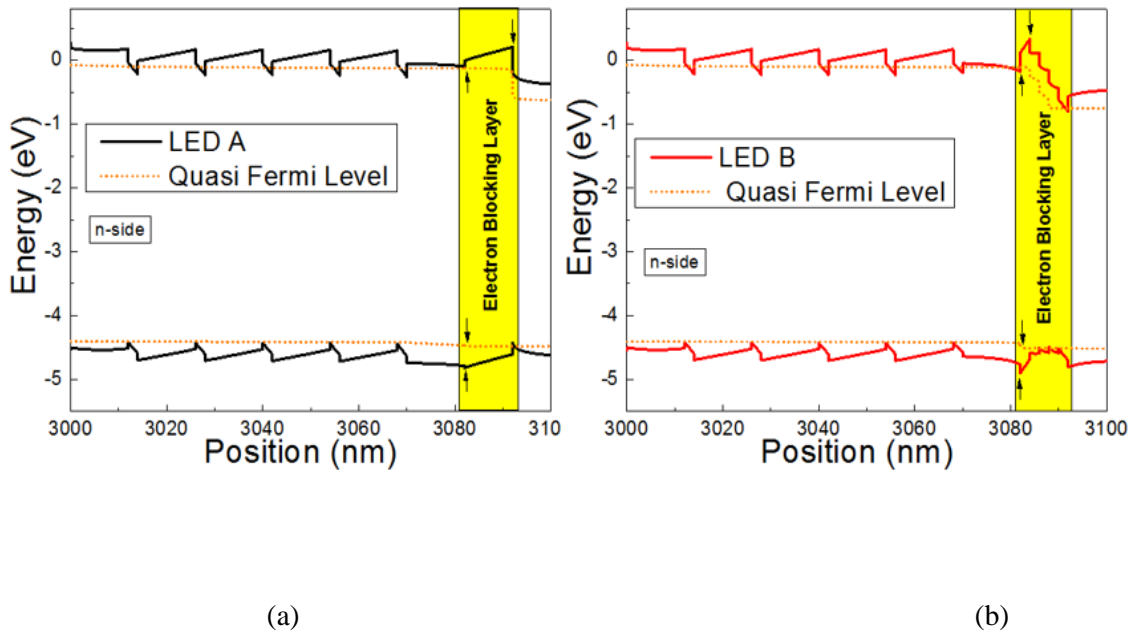 Energy (eV)
0
-1
-2
-3
-4
-5
LED A
Quasi Fermi Level
n-side
Electron Blocking Layer
3000
3020
3040
3060
3080
310
Position (nm)
(a)
Energy (eV)
0
-1
-2
-3
-4
-5
LED B
Quasi Fermi Level
n-side
Electron Blocking Layer
3000
3020
3040
3060
3080
3100
Position (nm)
(b)